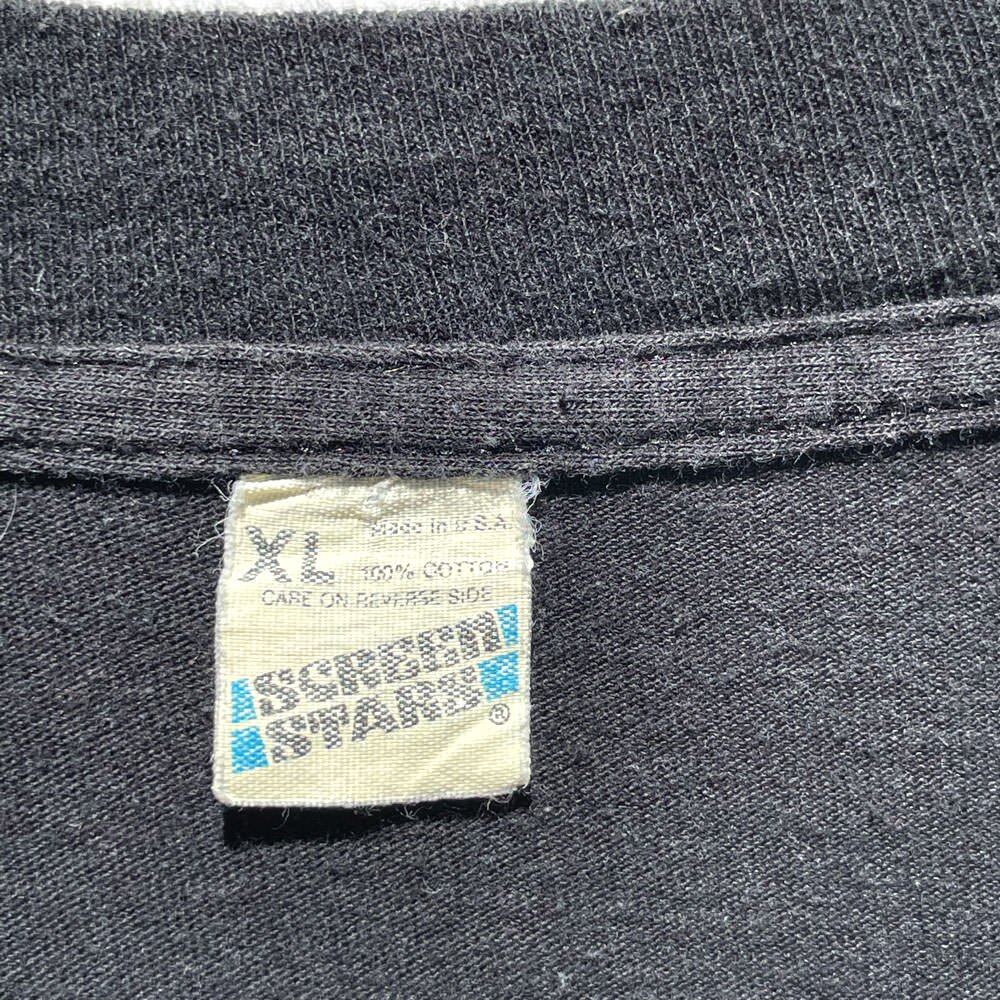 Made in U.S.A.
XL 100% COTTON
CARE ON REVERSE SIDE
SCREEN
STARS ®